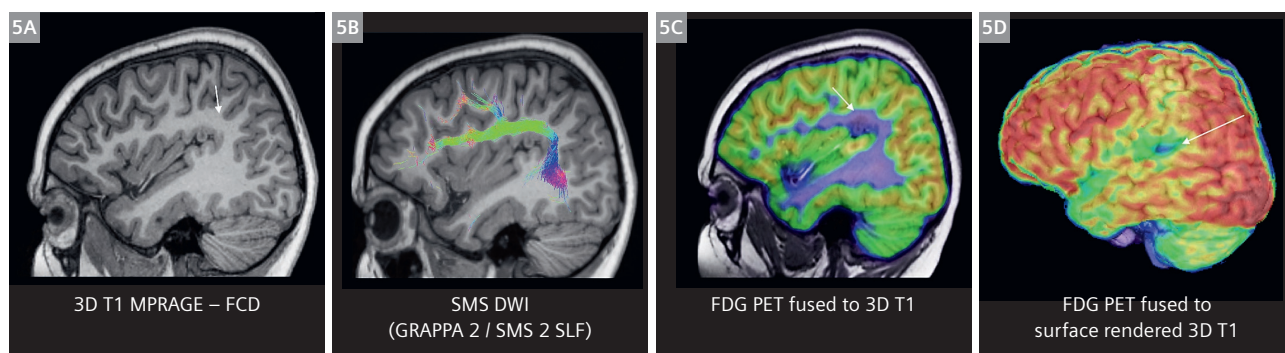 5A
5B
5C
5D
3D T1 MPRAGE – FCD
SMS DWI
(GRAPPA 2 / SMS 2 SLF)
FDG PET fused to 3D T1
FDG PET fused to
surface rendered 3D T1